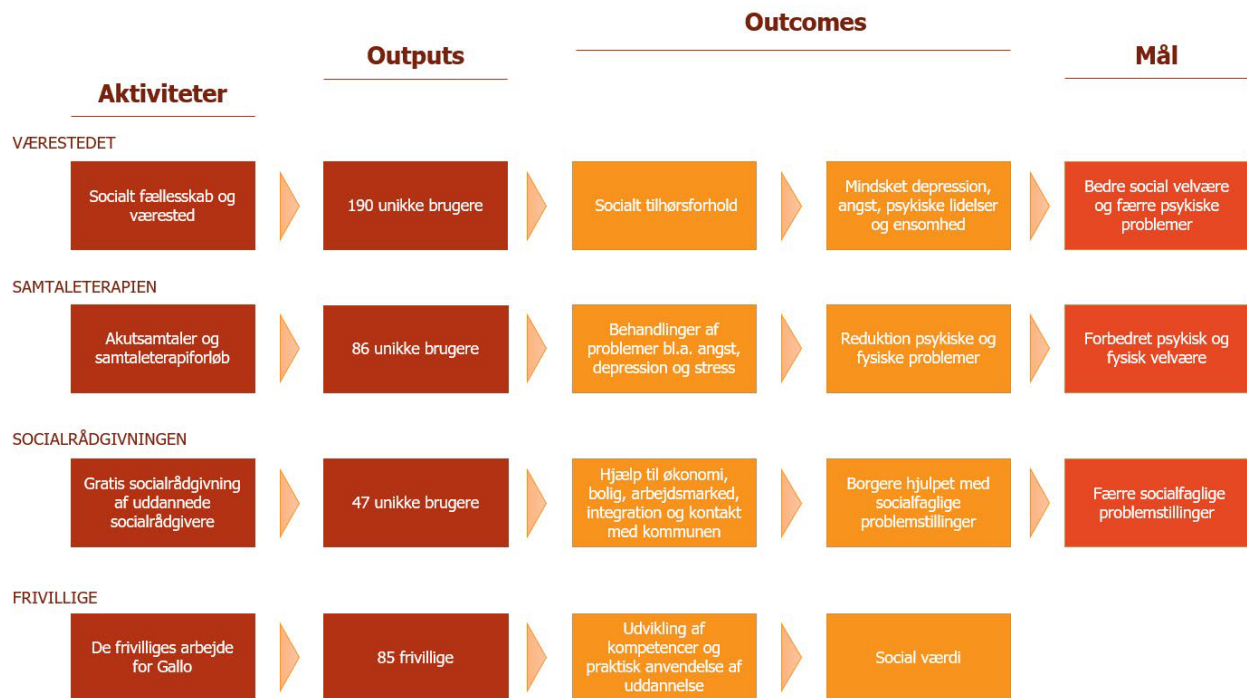 Aktiviteter
Outputs
Outcomes
Mål
VÆRESTEDET
Socialt fællesskab og
værested
190 unikke brugere
Socialt tilhørsforhold
Mindsket depression,
angst, psykiske lidelser
og ensomhed
Bedre social velvære
og færre psykiske
problemer
SAMTALETERAPIEN
Akutsamtaler og
samtaleterapiforløb
86 unikke brugere
Behandlinger af
problemer bl.a. angst,
depression og stress
Reduktion psykiske og
fysiske problemer
Forbedret psykisk og
fysisk velvære
SOCIALRÅDGIVNINGEN
Gratis socialrådgivning
af uddannede
socialrådgivere
47 unikke brugere
Hjælp til økonomi,
bolig, arbejdsmarked,
integration og kontakt
med kommunen
Borgere hjulpet med
socialfaglige
problemstillinger
Færre socialfaglige
problemstillinger
FRIVILLIGE
De frivilliges arbejde
for Gallo
85 frivillige
Udvikling af
kompetencer og
praktisk anvendelse af
uddannelse
Social værdi